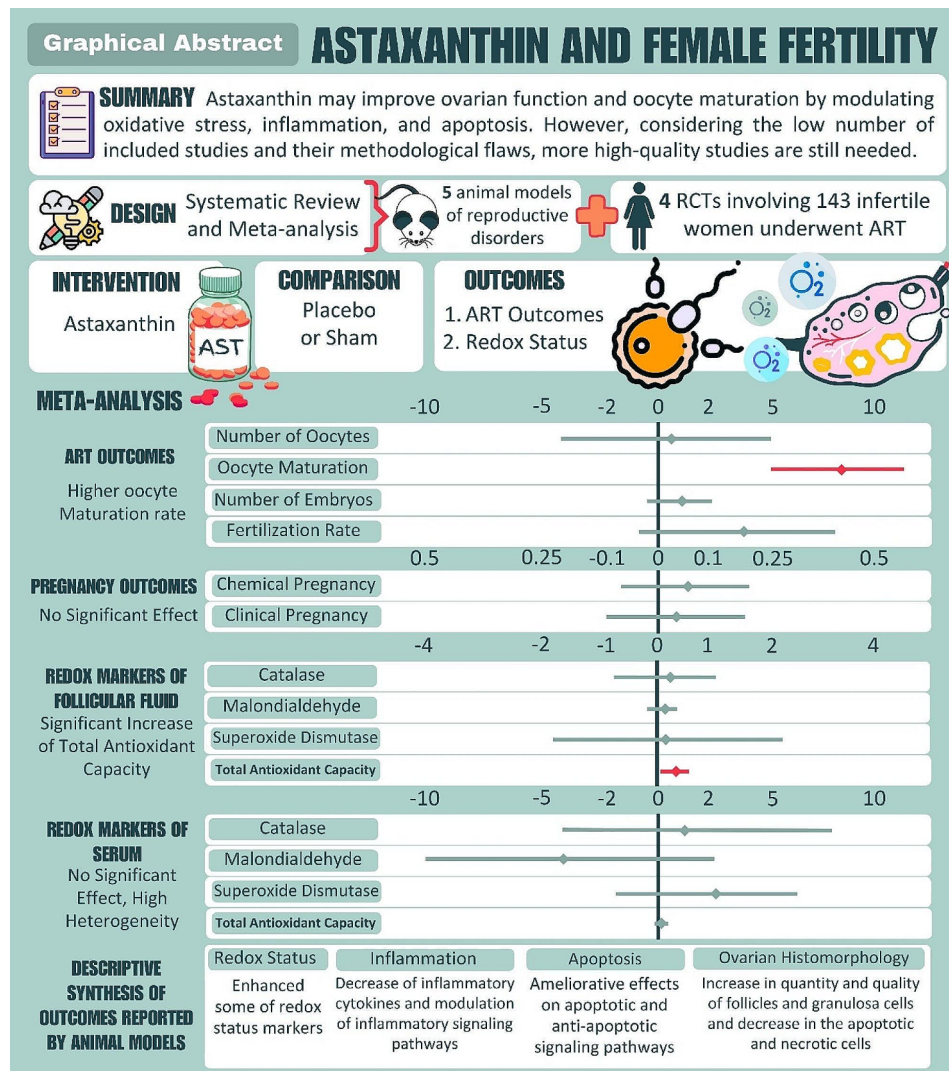 Graphical Abstract
ASTAXANTHIN AND FEMALE FERTILITY
SUMMARY Astaxanthin may improve ovarian function and oocyte maturation by modulating
oxidative stress, inflammation, and apoptosis. However, considering the low number of
included studies and their methodological flaws, more high-quality studies are still needed.
DESIGN
Systematic Review
and Meta-analysis
5 animal models
of reproductive
disorders
4 RCTs involving 143 infertile
women underwent ART
INTERVENTION
Astaxanthin
AST
COMPARISON
Placebo
or Sham
OUTCOMES
1. ART Outcomes
2. Redox Status
O2
O2
O2
META-ANALYSIS
-10 -5 -2 0 2 5 10
ART OUTCOMES
Higher oocyte
Maturation rate
Number of Oocytes
Oocyte Maturation
Number of Embryos
Fertilization Rate
0.5 0.25 -0.1 0 0.1 0.25 0.5
PREGNANCY OUTCOMES
No Significant Effect
Chemical Pregnancy
Clinical Pregnancy
-4 -2 -1 0 1 2 4
REDOX MARKERS OF
FOLLICULAR FLUID
Significant Increase
of Total Antioxidant
Capacity
Catalase
Malondialdehyde
Superoxide Dismutase
Total Antioxidant Capacity
-10 -5 -2 0 2 5 10
REDOX MARKERS OF
SERUM
No Significant
Effect, High
Heterogeneity
Catalase
Malondialdehyde
Superoxide Dismutase
Total Antioxidant Capacity
DESCRIPTIVE
SYNTHESIS OF
OUTCOMES REPORTED
BY ANIMAL MODELS
Redox Status
Enhanced
some of redox
status markers
Inflammation
Decrease of inflammatory
cytokines and modulation
of inflammatory signaling
pathways
Apoptosis
Ameliorative effects
on apoptotic and
anti-apoptotic
signaling pathways
Ovarian Histomorphology
Increase in quantity and quality
of follicles and granulosa cells
and decrease in the apoptotic
and necrotic cells